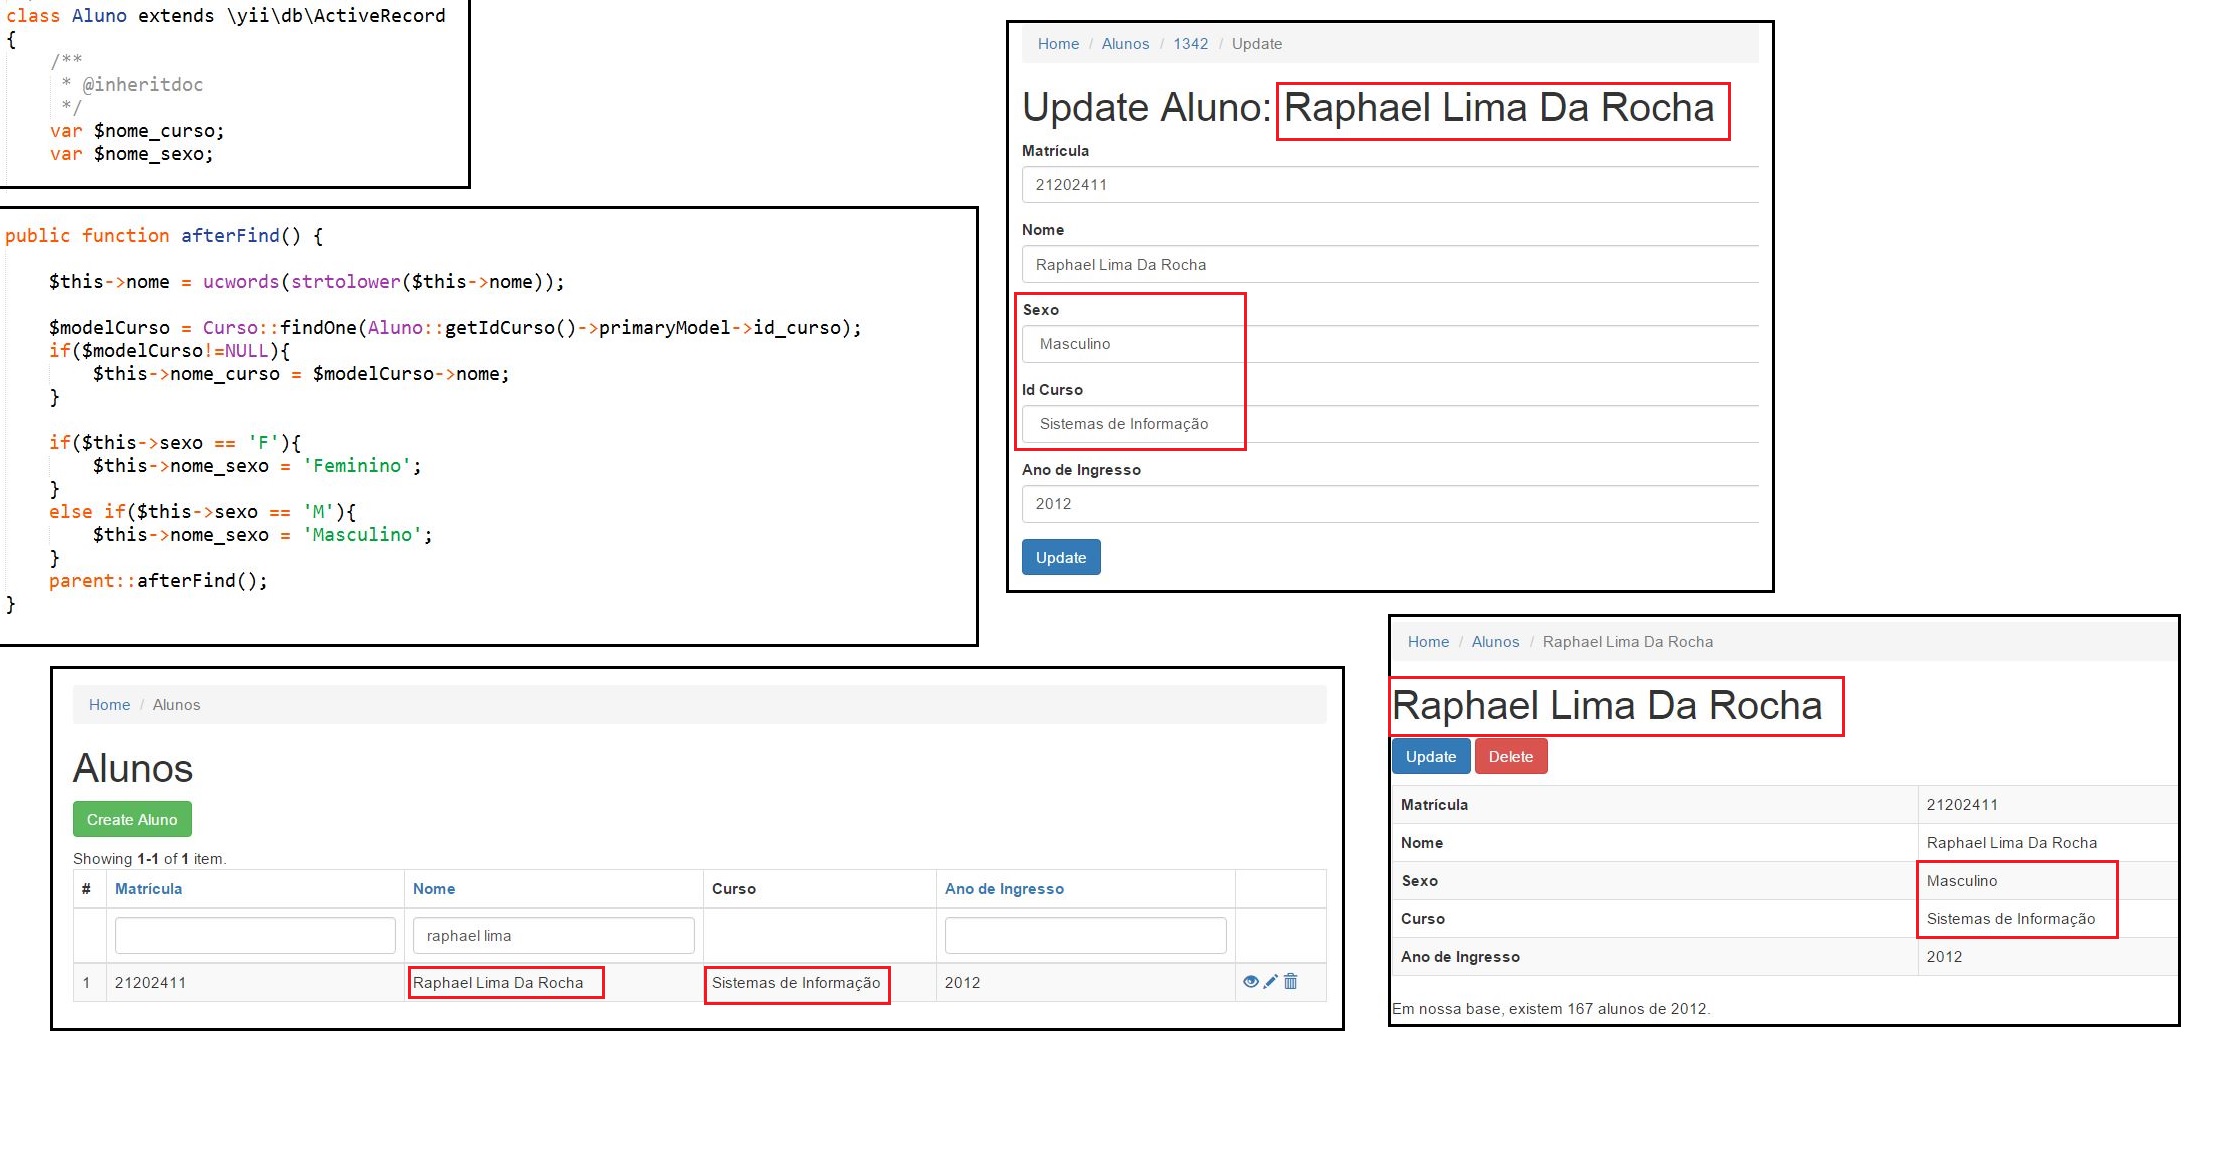 class Aluno extends \yii\db\ActiveRecord
{
/**
* @inheritdoc
*/
var $nome_curso;
var $nome_sexo;
public function afterFind() {
$this->nome = ucwords(strtolower($this->nome));
$modelCurso = Curso::findOne(Aluno::getIdCurso()->primaryModel->id_curso);
if($modelCurso!=NULL){
$this->nome_curso = $modelCurso->nome;
}
if($this->sexo == 'F'){
$this->nome_sexo = 'Feminino';
}
else if($this->sexo == 'M'){
$this->nome_sexo = 'Masculino';
}
parent::afterFind();
}
Home / Alunos / 1342 / Update
Update Aluno: Raphael Lima Da Rocha
Matrícula
21202411
Nome
Raphael Lima Da Rocha
Sexo
Masculino
Id Curso
Sistemas de Informação
Ano de Ingresso
2012
Update
Home / Alunos
Alunos
Create Aluno
Showing 1-1 of 1 item.
# Matrícula Nome Curso Ano de Ingresso
raphael lima
1 21202411 Raphael Lima Da Rocha Sistemas de Informação 2012
Home / Alunos / Raphael Lima Da Rocha
Raphael Lima Da Rocha
Update Delete
Matrícula 21202411
Nome Raphael Lima Da Rocha
Sexo Masculino
Curso Sistemas de Informação
Ano de Ingresso 2012
Em nossa base, existem 167 alunos de 2012.